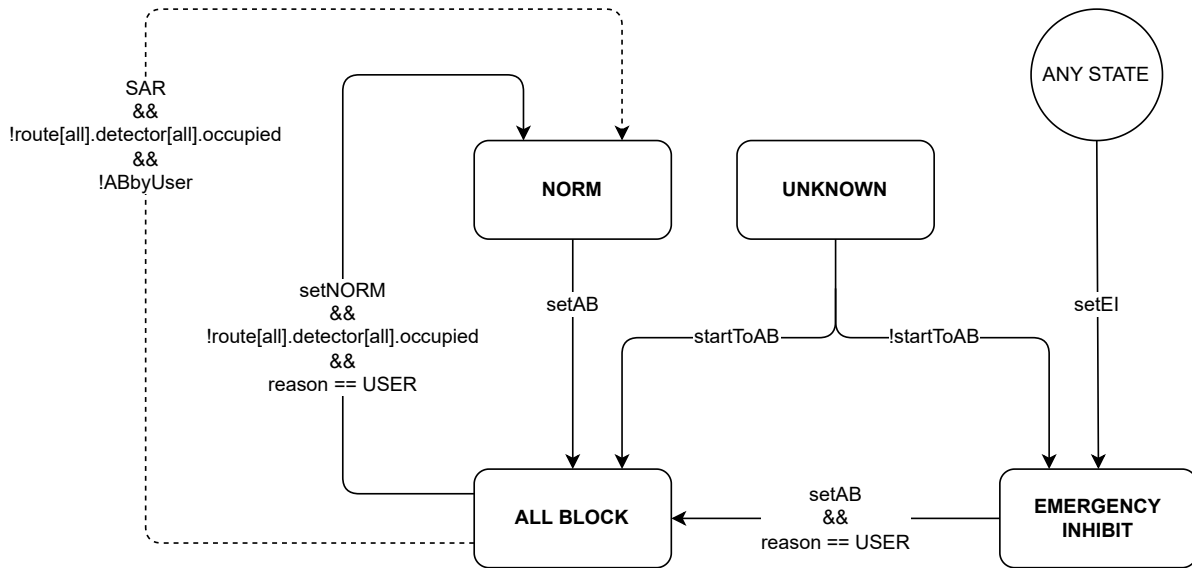 SAR
&&
!route[all].detector[all].occupied
&&
!ABbyUser
ANY STATE
NORM
UNKNOWN
setNORM
&&
!route[all].detector[all].occupied
&&
reason == USER
setAB
startToAB
!startToAB
setEI
ALL BLOCK
setAB
&&
reason == USER
EMERGENCY
INHIBIT